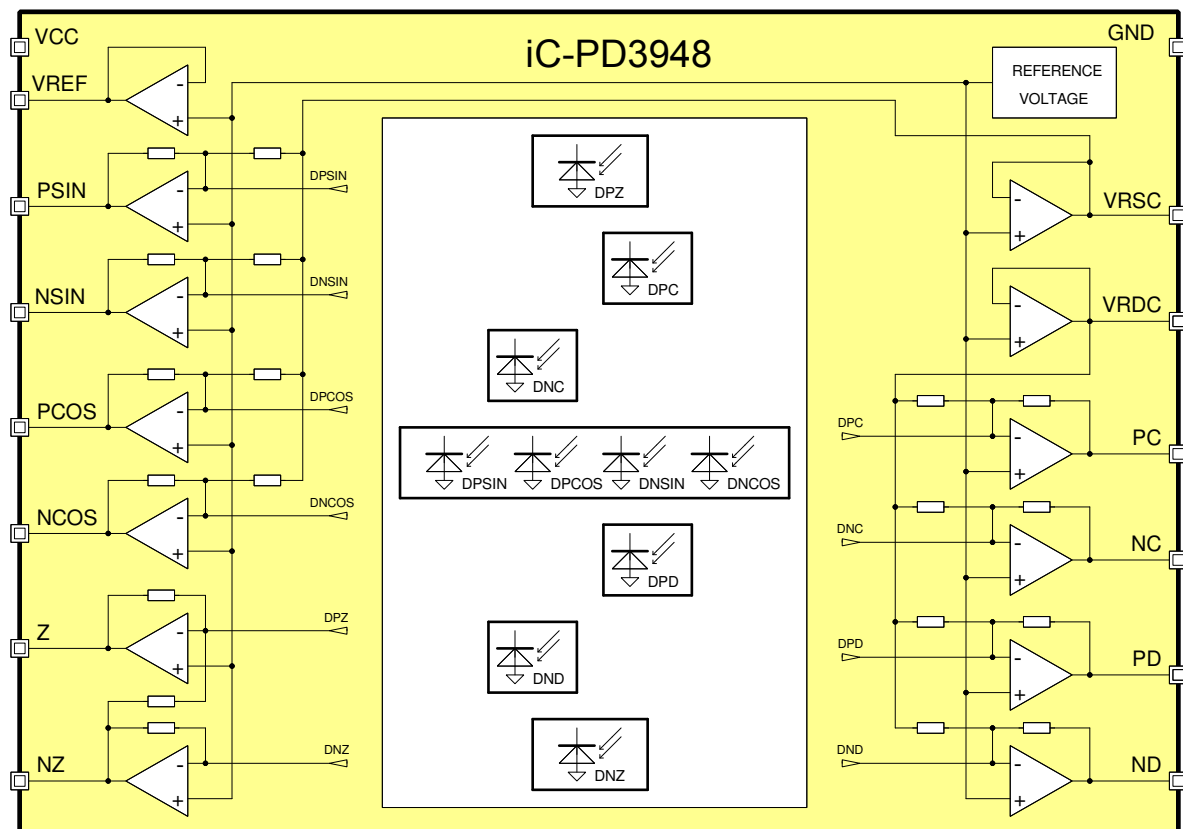 VCC
iC-PD3948
GND
VREF
-
+
REFERENCE
VOLTAGE
PSIN
-
+
DPSIN
DPZ
-
+
VRSC
NSIN
-
+
DNSIN
DPC
-
+
VRDC
PCOS
-
+
DPCOS
DNC
DPC
-
+
PC
NCOS
-
+
DNCOS
DPSIN
DPCOS
DNSIN
DNCOS
DNC
-
+
NC
Z
-
+
DPZ
DPD
DPD
-
+
PD
DND
NZ
-
+
DNZ
DNZ
DND
-
+
ND